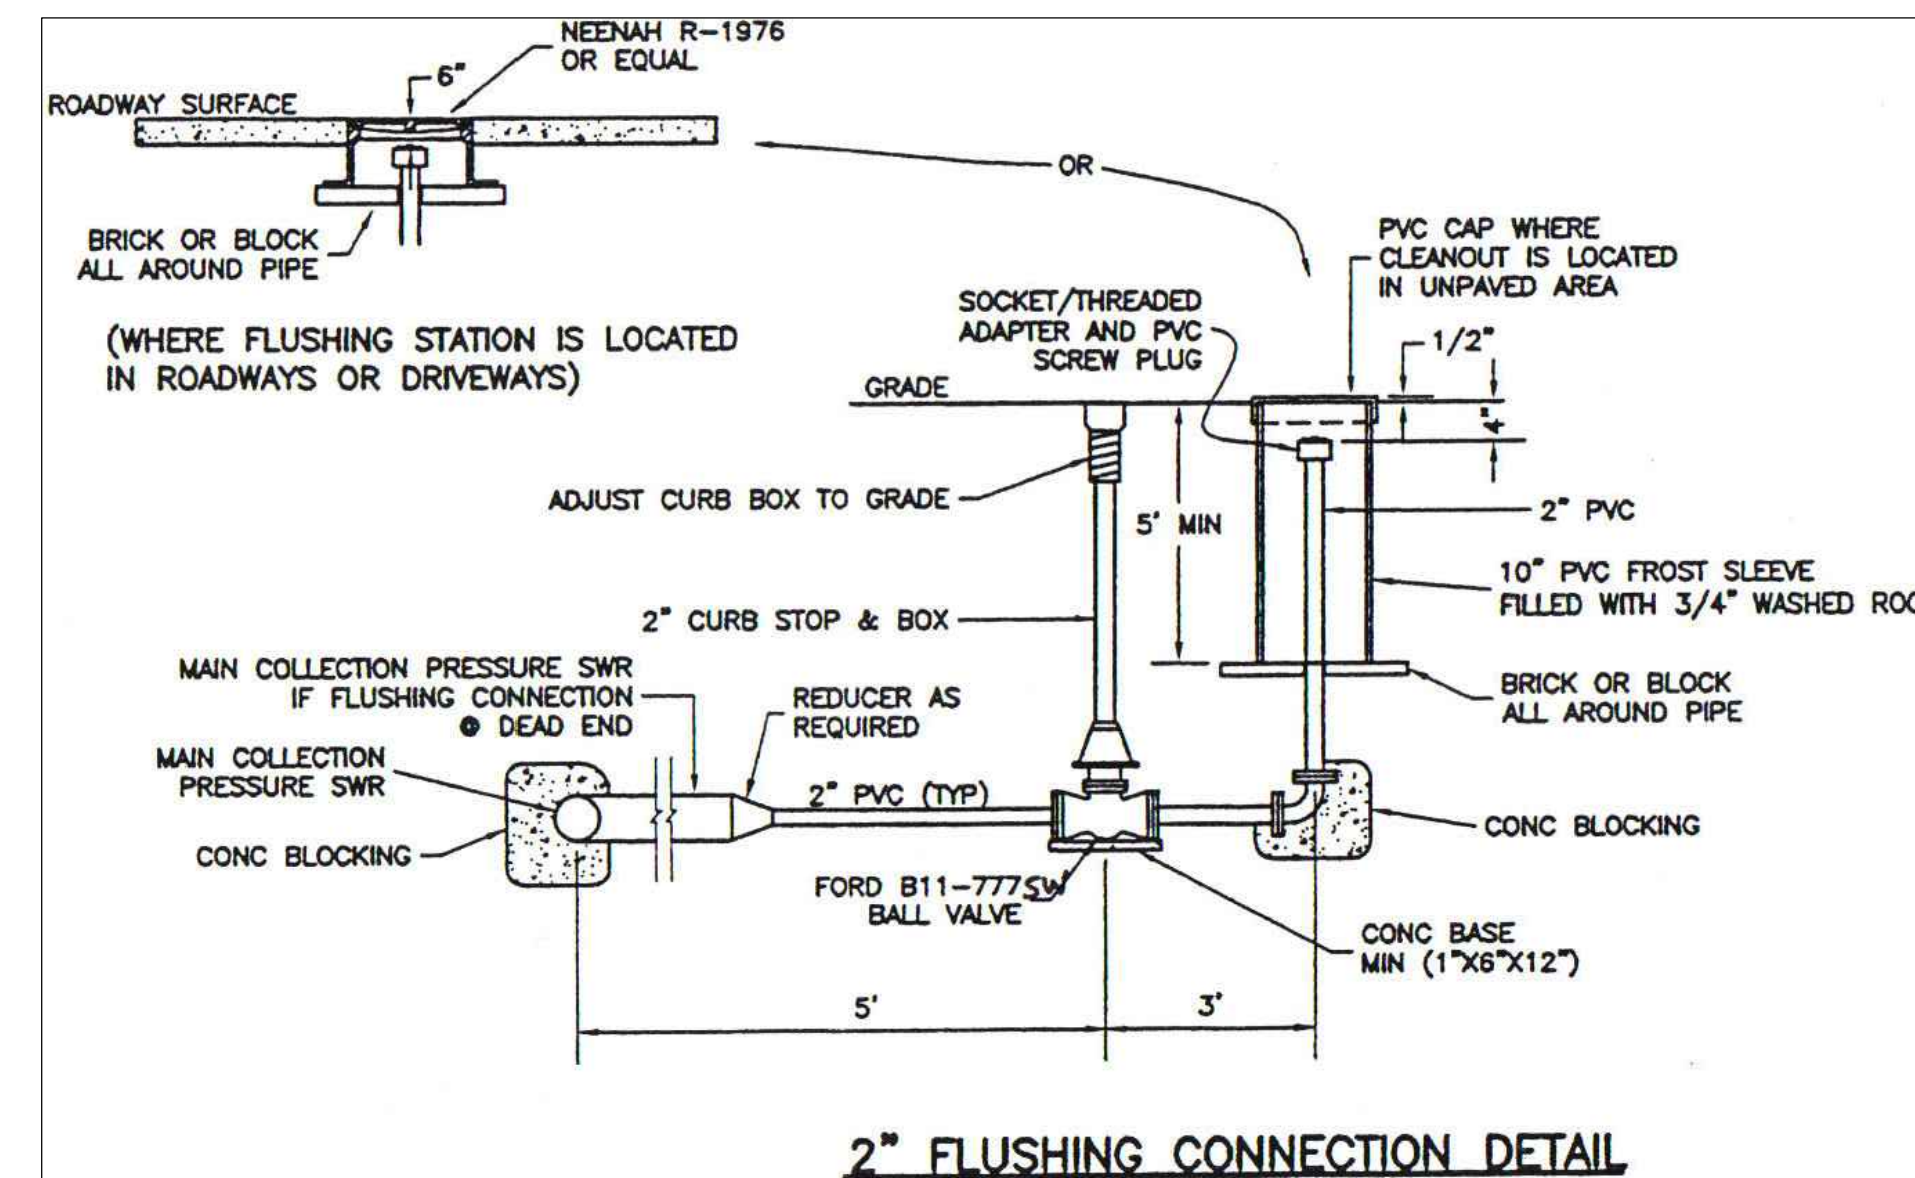 NEENAH R-1976
OR EQUAL
6"
ROADWAY SURFACE
OR
BRICK OR BLOCK
ALL AROUND PIPE
(WHERE FLUSHING STATION IS LOCATED
IN ROADWAYS OR DRIVEWAYS)
PVC CAP WHERE
CLEANOUT IS LOCATED
IN UNPAVED AREA
SOCKET/THREADED
ADAPTER AND PVC
SCREW PLUG
1/2"
GRADE
4"
ADJUST CURB BOX TO GRADE
5' MIN
2" PVC
10" PVC FROST SLEEVE
FILLED WITH 3/4" WASHED ROC
2" CURB STOP & BOX
MAIN COLLECTION PRESSURE SWR
IF FLUSHING CONNECTION
@ DEAD END
REDUCER AS
REQUIRED
BRICK OR BLOCK
ALL AROUND PIPE
MAIN COLLECTION
PRESSURE SWR
2" PVC (TYP)
CONC BLOCKING
CONC BLOCKING
FORD B11-777SW
BALL VALVE
CONC BASE
MIN (1"X6"X12")
5'
3'
2" FLUSHING CONNECTION DETAIL